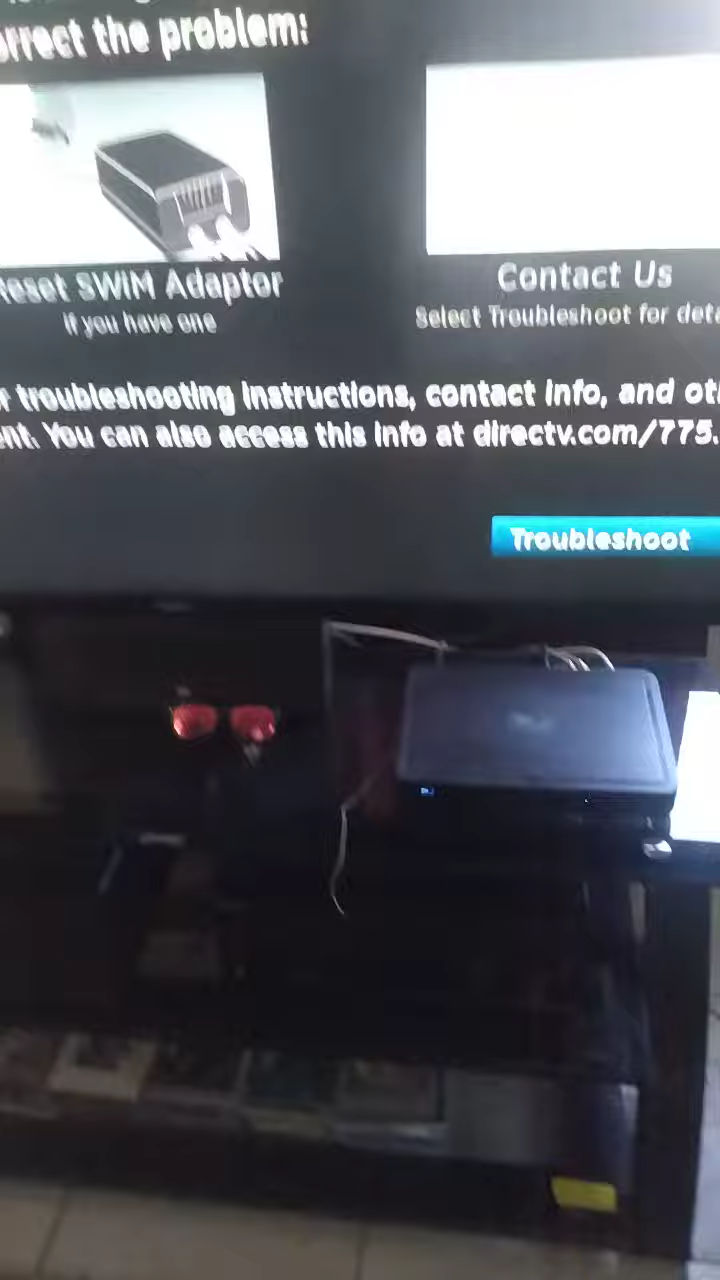 orrect the problem:
Reset SWiM Adaptor
Contact Us
if you have one
Select Troubleshoot for deta
r troubleshooting instructions, contact info, and oth
ent. You can also access this info at directv.com/775.
Troubleshoot